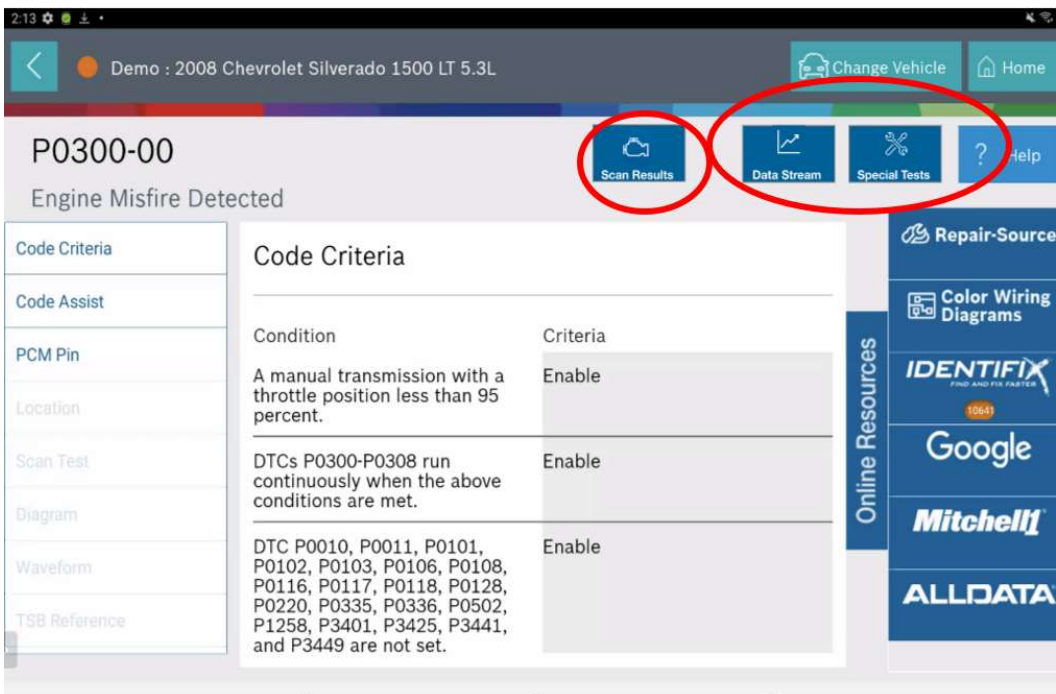 2:13
Demo : 2008 Chevrolet Silverado 1500 LT 5.3L
Change Vehicle
Home
P0300-00
Engine Misfire Detected
Scan Results
Data Stream
Special Tests
? Help
Code Criteria
Code Assist
PCM Pin
Location
Scan Test
Diagram
Waveform
TSB Reference
Code Criteria
Condition
Criteria
A manual transmission with a
throttle position less than 95
percent.
Enable
DTCs P0300-P0308 run
continuously when the above
conditions are met.
Enable
DTC P0010, P0011, P0101,
P0102, P0103, P0106, P0108,
P0116, P0117, P0118, P0128,
P0220, P0335, P0336, P0502,
P1258, P3401, P3425, P3441,
and P3449 are not set.
Enable
Online Resources
Repair-Source
Color Wiring
Diagrams
IDENTIFIX
FIND AND FIX FASTER
10641
Google
Mitchell1
ALLDATA